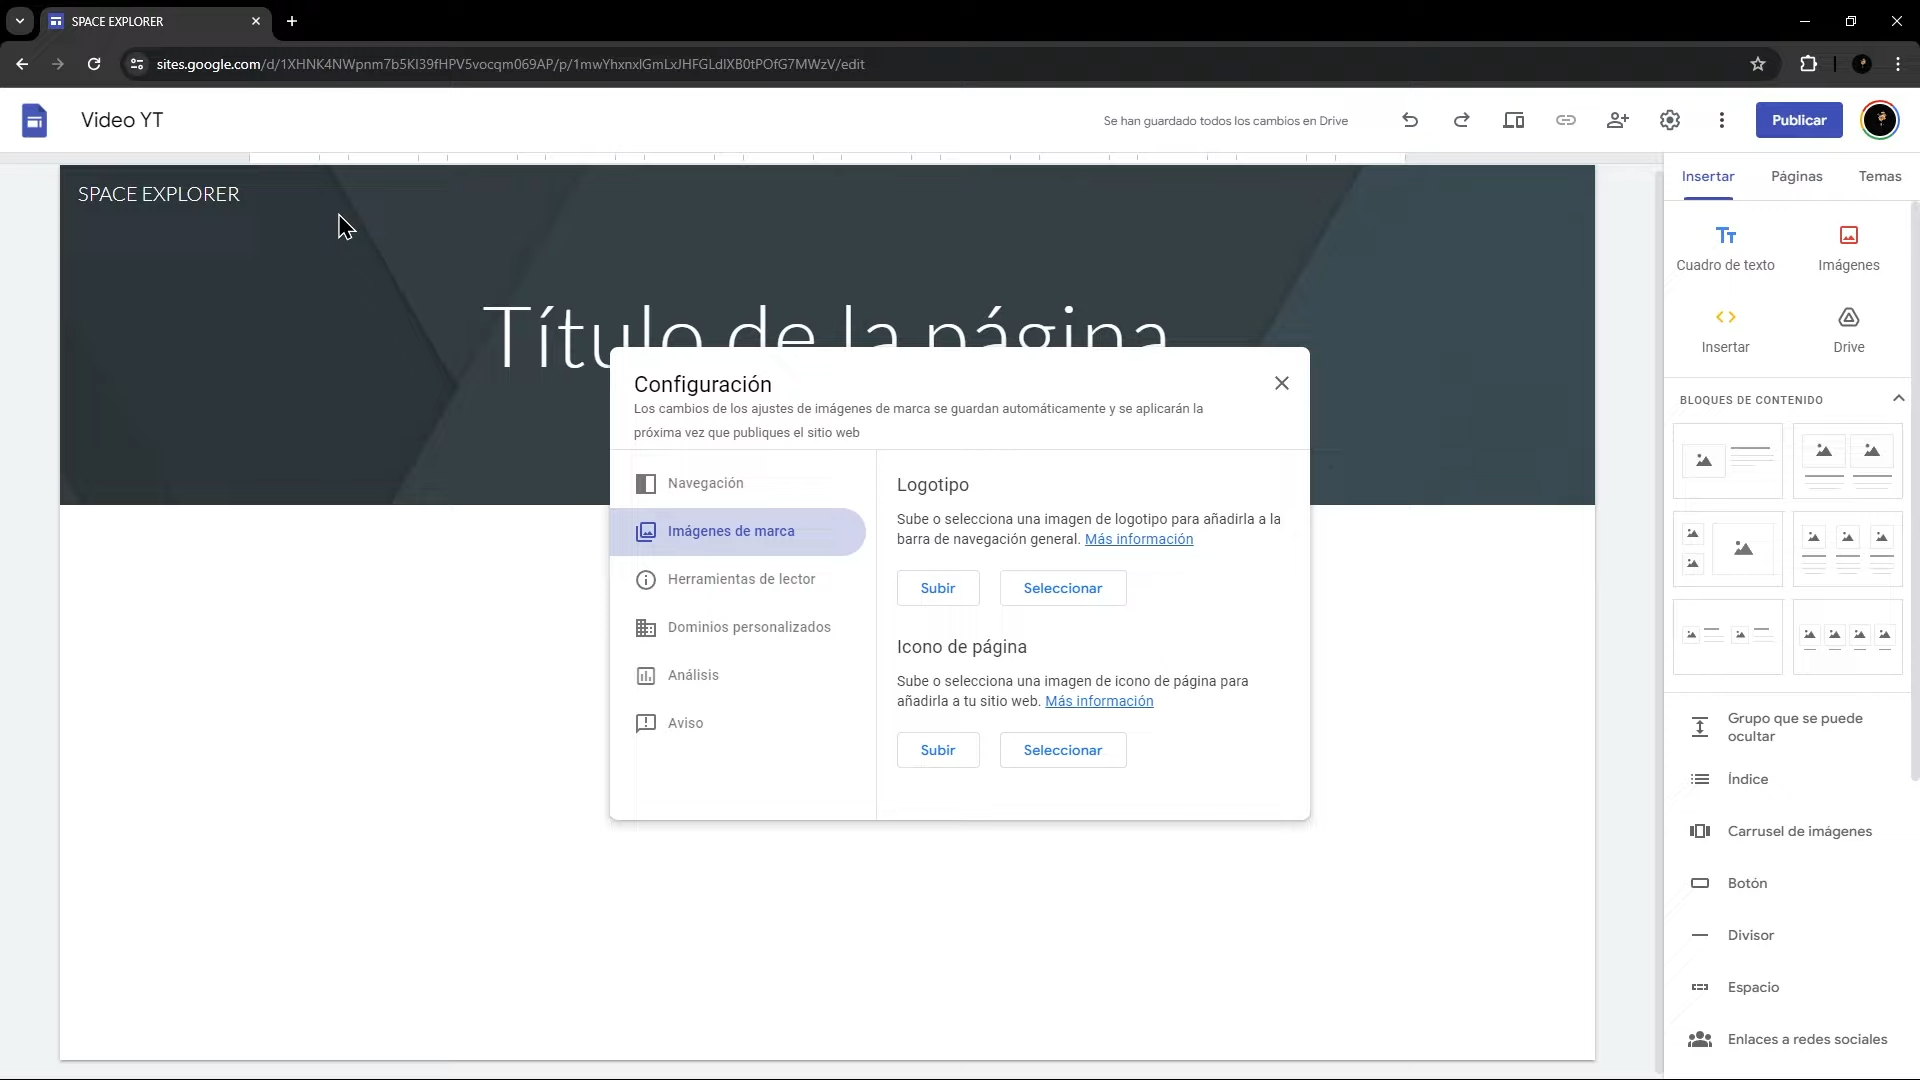 SPACE EXPLORER
sites.google.com/d/1XHNK4NWpnm7b5KI39fHPV5vocqm069AP/p/1mwYhxnxlGmLxJHFGLdlXB0tPOfG7MWzV/edit
Video YT
Se han guardado todos los cambios en Drive
Publicar
SPACE EXPLORER
Título de la página
Configuración
Los cambios de los ajustes de imágenes de marca se guardan automáticamente y se aplicarán la
próxima vez que publiques el sitio web
Navegación
Imágenes de marca
Herramientas de lector
Dominios personalizados
Análisis
Aviso
Logotipo
Sube o selecciona una imagen de logotipo para añadirla a la
barra de navegación general. Más información
Subir
Seleccionar
Icono de página
Sube o selecciona una imagen de icono de página para
añadirla a tu sitio web. Más información
Subir
Seleccionar
Insertar
Páginas
Temas
Cuadro de texto
Imágenes
Insertar
Drive
BLOQUES DE CONTENIDO
Grupo que se puede
ocultar
Índice
Carrusel de imágenes
Botón
Divisor
Espacio
Enlaces a redes sociales